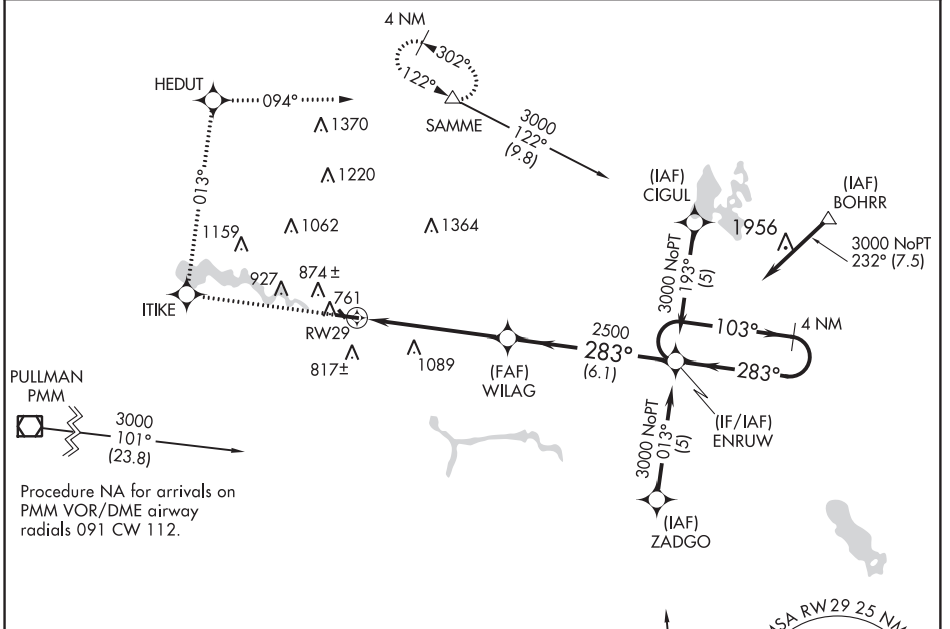 4 NM
302°
122°
HEDUT
094°
SAMME
3000
122°
(9.8)
1370
1220
013°
(IAF)
CIGUL
(IAF)
BOHRR
1956
3000 NoPT
232° (7.5)
1159
1062
1364
3000 NoPT
193°
(5)
927
874 ±
761
ITIKE
RW29
817±
1089
2500
283°
(6.1)
103°
4 NM
283°
(FAF)
WILAG
(IF/IAF)
ENRUW
PULLMAN
PMM
3000
101°
(23.8)
3000 NoPT
013°
(5)
Procedure NA for arrivals on
PMM VOR/DME airway
radials 091 CW 112.
(IAF)
ZADGO
MSA RW29 25 NM